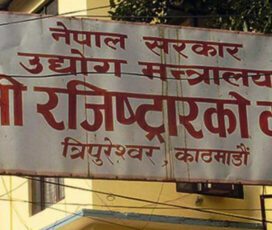 नेपाल सरकार
उद्योग मन्त्रालय
रजिष्ट्रारको
त्रिपुरेश्वर, काठमाडौं